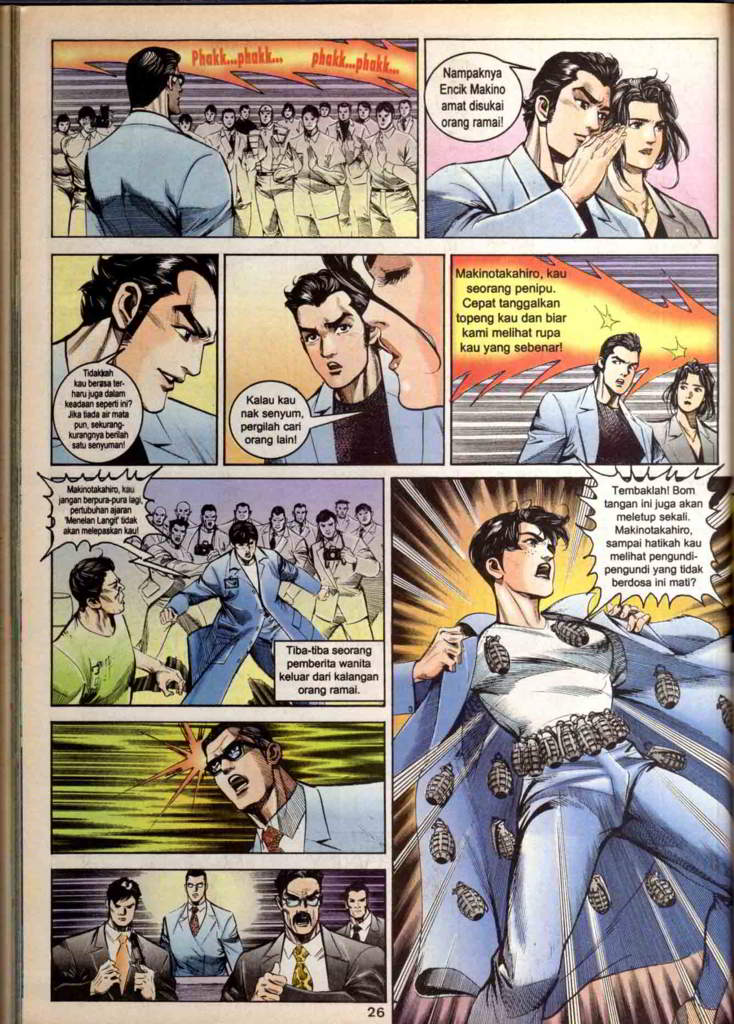 Phakk...phakk...
phakk...phakk...
Nampaknya
Encik Makino
amat disukai
orang ramai!
Tidakkah
kau berasa ter-
haru juga dalam
keadaan seperti ini?
Jika tiada air mata
pun, sekurang-
kurangnya berilah
satu senyuman!
Kalau kau
nak senyum,
pergilah cari
orang lain!
Makinotakahiro, kau
seorang penipu.
Cepat tanggalkan
topeng kau dan biar
kami melihat rupa
kau yang sebenar!
Makinotakahiro, kau
jangan berpura-pura lagi,
pertubuhan ajaran
'Menelan Langit' tidak
akan melepaskan kau!
Tiba-tiba seorang
pemberita wanita
keluar dari kalangan
orang ramai.
Tembaklah! Bom
tangan ini juga akan
meletup sekali.
Makinotakahiro,
sampai hatikah kau
melihat pengundi-
pengundi yang tidak
berdosa ini mati?
26